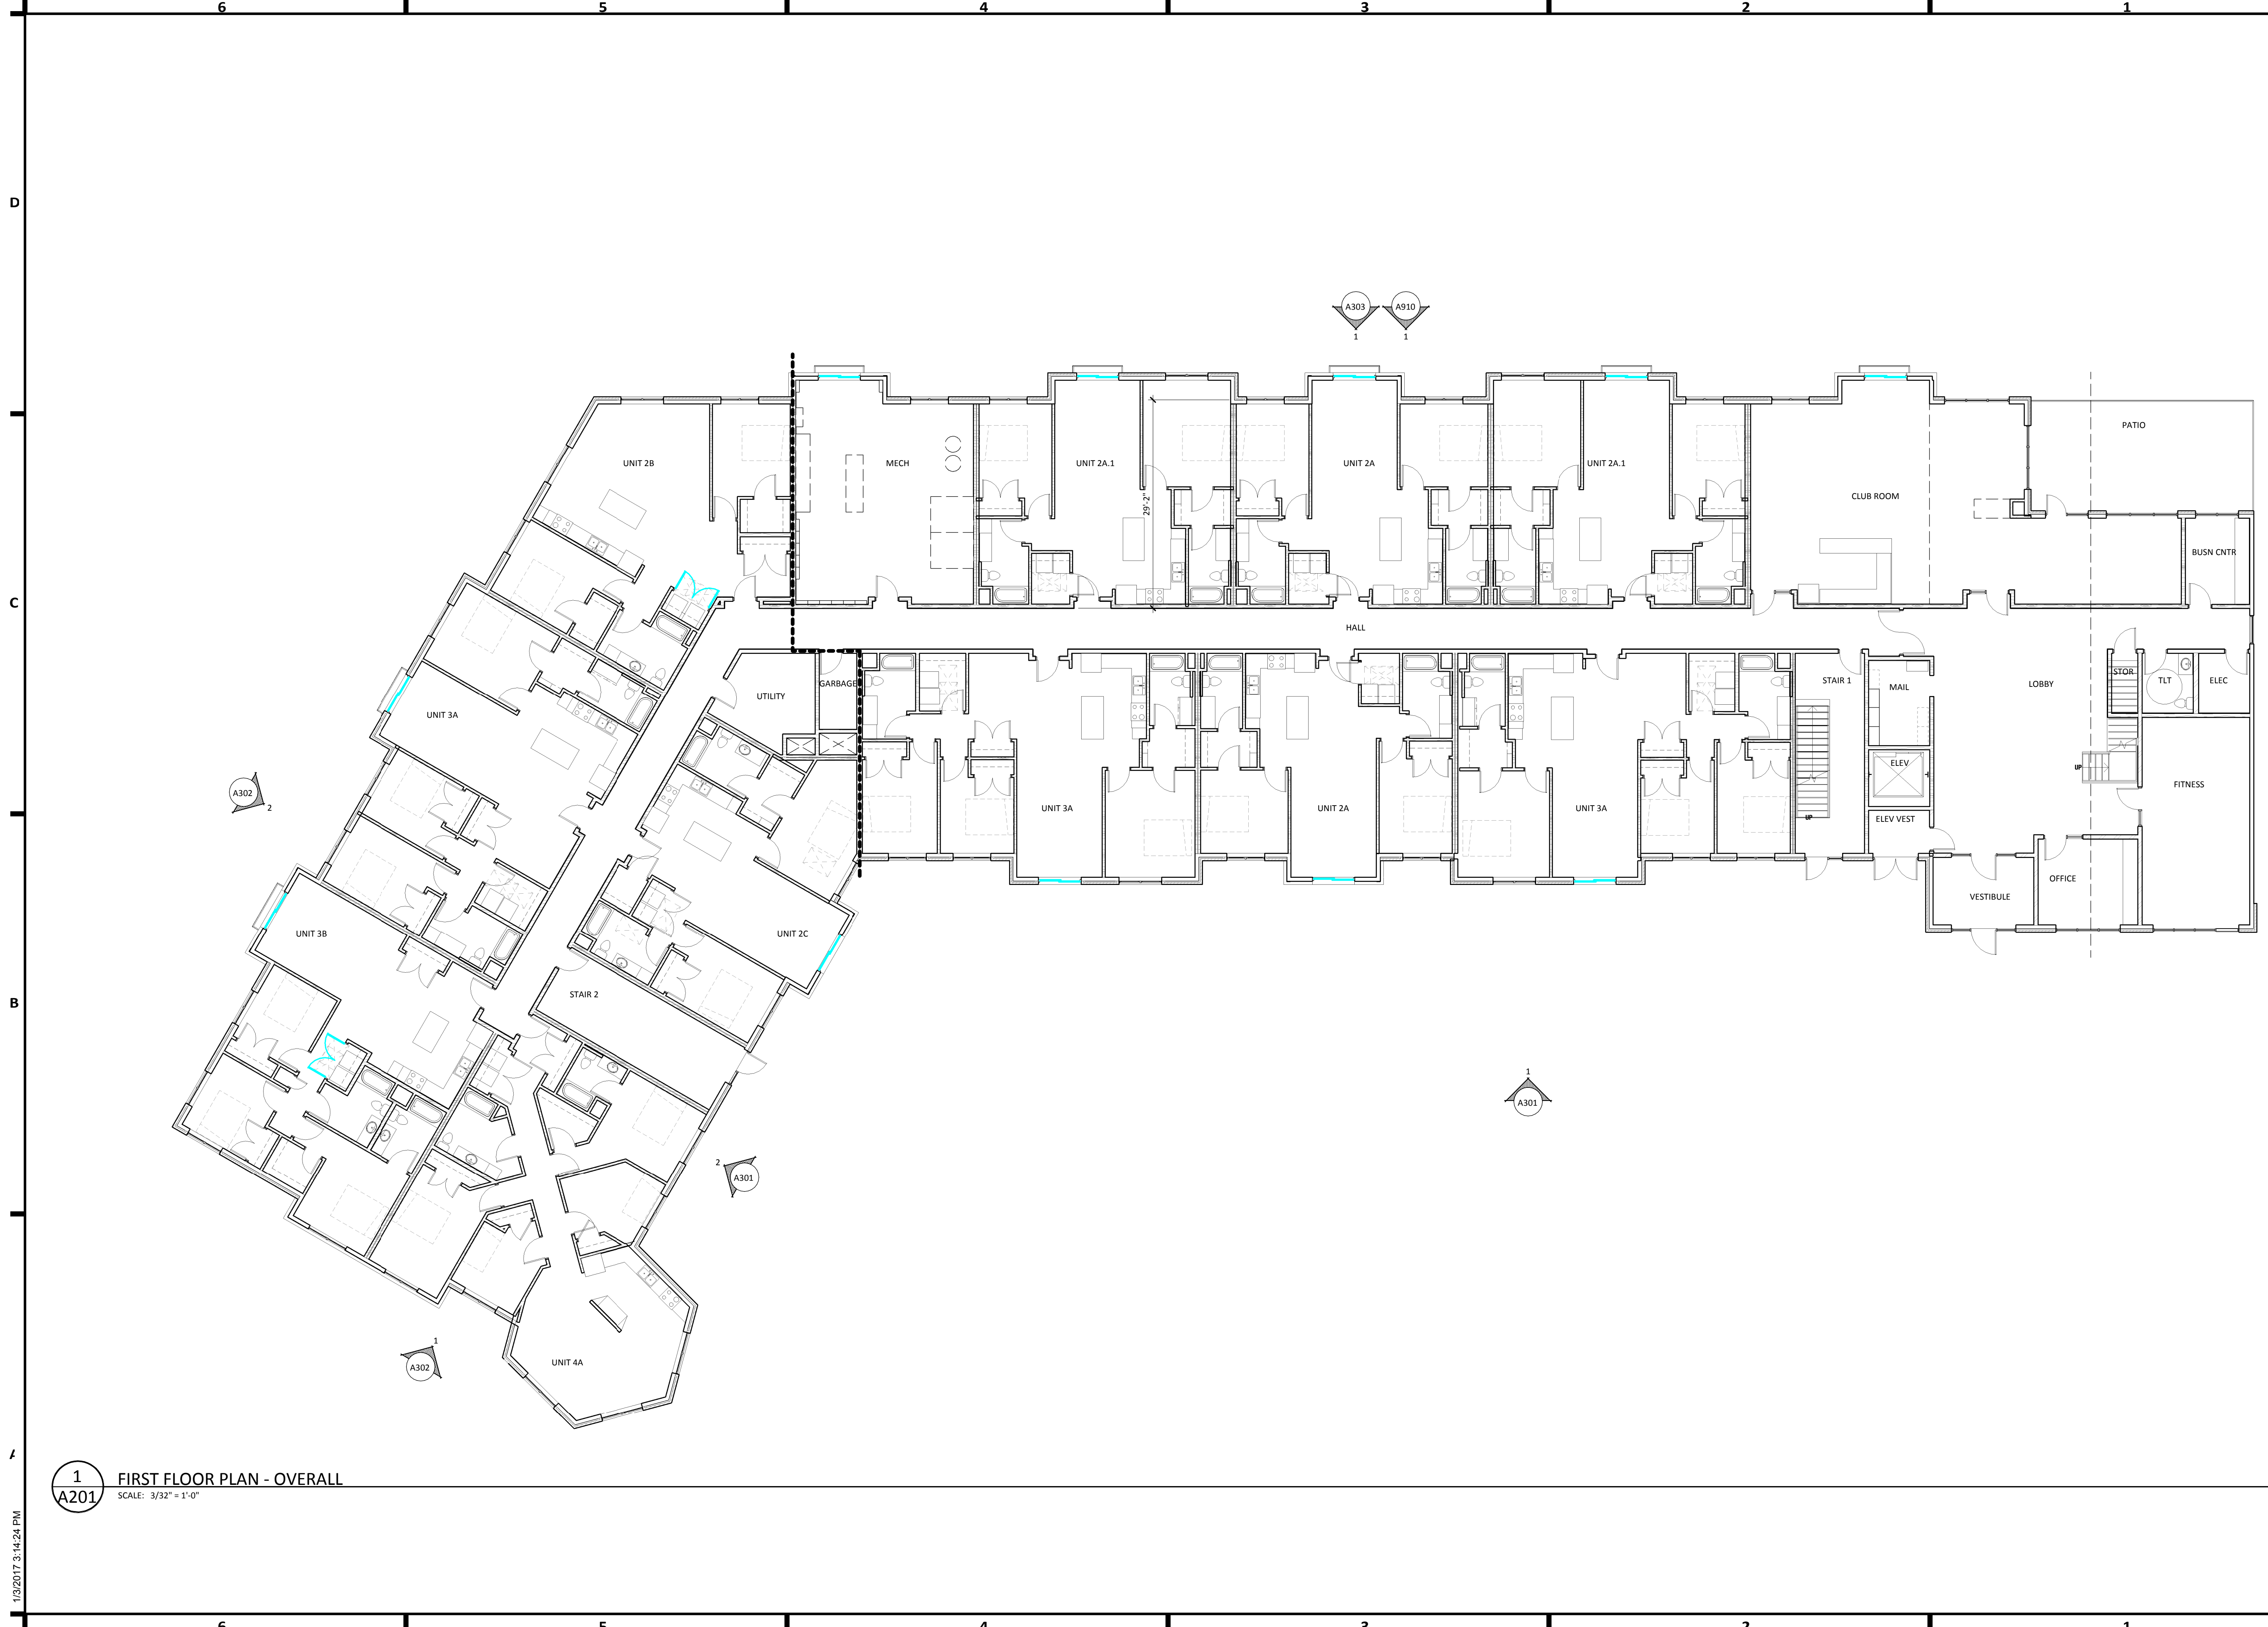 6 5 4 3 2 1
D
A303 A910
1 1
PATIO
UNIT 2B MECH UNIT 2A.1 UNIT 2A UNIT 2A.1
CLUB ROOM
29'-2"
BUSN CNTR
C
HALL
UTILITY GARBAGE STAIR 1 MAIL LOBBY STOR TLT ELEC
UNIT 3A
ELEV
UP
FITNESS
A302
2
UNIT 3A UNIT 2A UNIT 3A
UP
ELEV VEST
OFFICE
VESTIBULE
UNIT 3B UNIT 2C
STAIR 2
B
1
A301
2
A301
1
A302
UNIT 4A
A
1
A201
FIRST FLOOR PLAN - OVERALL
SCALE: 3/32" = 1'-0"
1/3/2017 3:14:24 PM
6 5 4 3 2 1